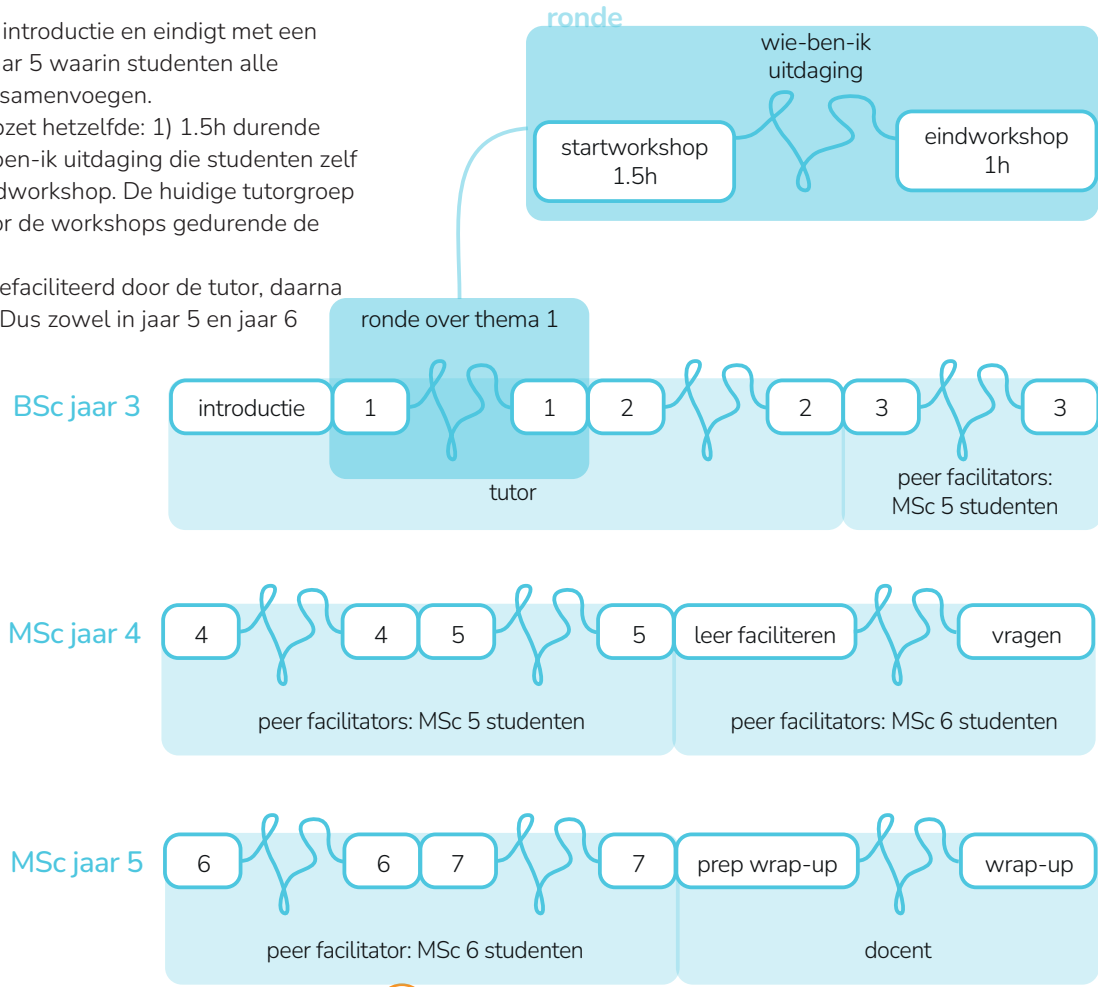 introductie en eindigt met een
ar 5 waarin studenten alle
samenvoegen.
ozet hetzelfde: 1) 1.5h durende
ben-ik uitdaging die studenten zelf
dworkshop. De huidige tutorgroep
or de workshops gedurende de
efaciliteerd door de tutor, daarna
Dus zowel in jaar 5 en jaar 6
ronde
wie-ben-ik
uitdaging
startworkshop
1.5h
eindworkshop
1h
ronde over thema 1
BSc jaar 3
introductie
1
1
2
2
3
3
tutor
peer facilitators:
MSc 5 studenten
MSc jaar 4
4
4
5
5
leer faciliteren
vragen
peer facilitators: MSc 5 studenten
peer facilitators: MSc 6 studenten
MSc jaar 5
6
6
7
7
prep wrap-up
wrap-up
peer facilitator: MSc 6 studenten
docent